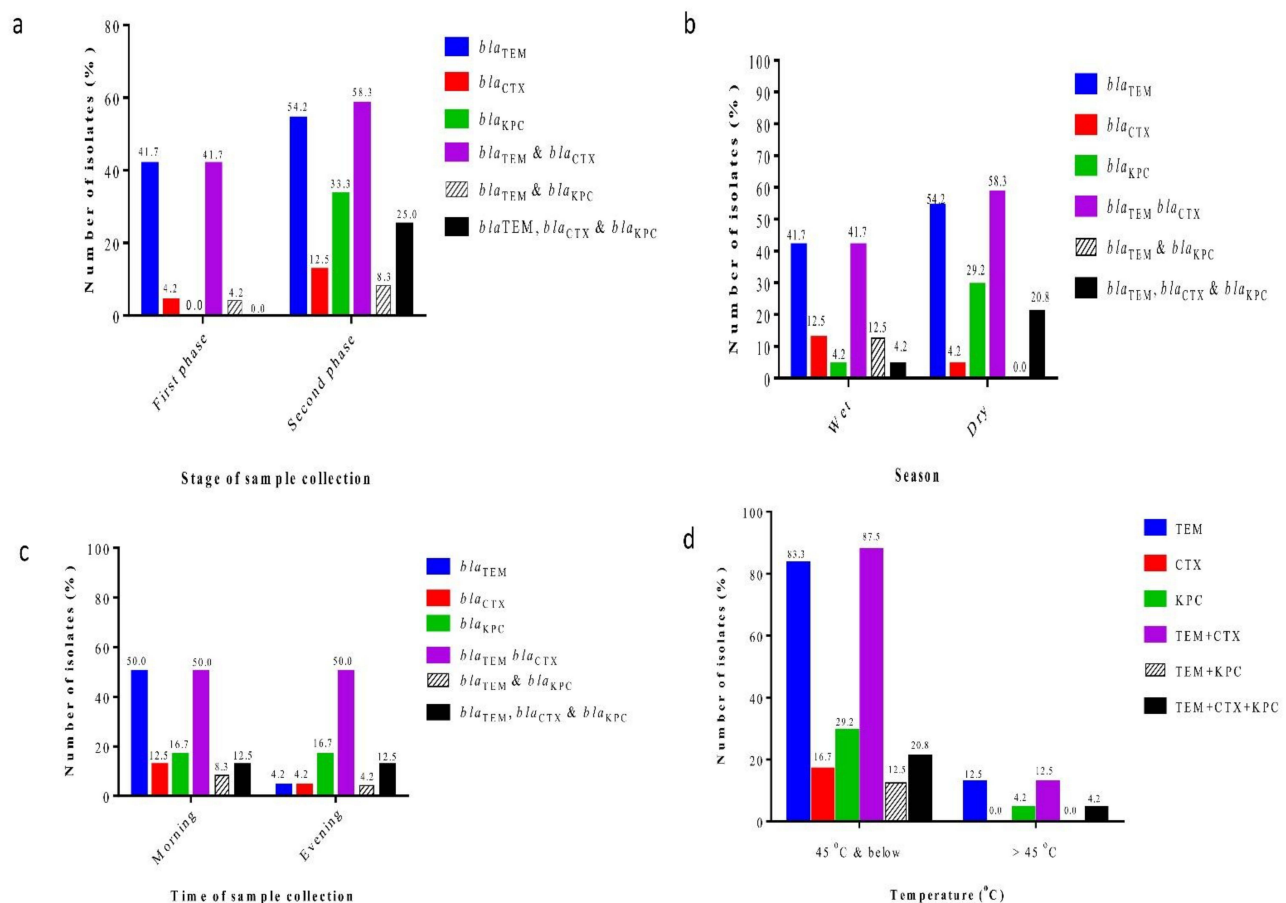 a
Number of isolates (%)
80
60
40
20
0
41.7
4.2
0.0
41.7
4.2
0.0
54.2
12.5
33.3
58.3
8.3
25.0
First phase
Second phase
Stage of sample collection
blaTEM
blaCTX
blaKPC
blaTEM & blaCTX
blaTEM & blaKPC
blaTEM, blaCTX & blaKPC
b
Number of isolates (%)
100
90
80
70
60
50
40
30
20
10
0
41.7
12.5
4.2
41.7
12.5
4.2
54.2
4.2
29.2
58.3
0.0
20.8
Wet
Dry
Season
blaTEM
blaCTX
blaKPC
blaTEM blaCTX
blaTEM & blaKPC
blaTEM, blaCTX & blaKPC
c
Number of isolates (%)
100
80
60
40
20
0
50.0
12.5
16.7
50.0
8.3
12.5
4.2
4.2
16.7
50.0
4.2
12.5
Morning
Evening
Time of sample collection
blaTEM
blaCTX
blaKPC
blaTEM blaCTX
blaTEM & blaKPC
blaTEM, blaCTX & blaKPC
d
Number of isolates (%)
100
80
60
40
20
0
83.3
16.7
29.2
87.5
12.5
20.8
12.5
0.0
4.2
12.5
0.0
4.2
45 °C & below
> 45 °C
Temperature (°C)
TEM
CTX
KPC
TEM+CTX
TEM+KPC
TEM+CTX+KPC